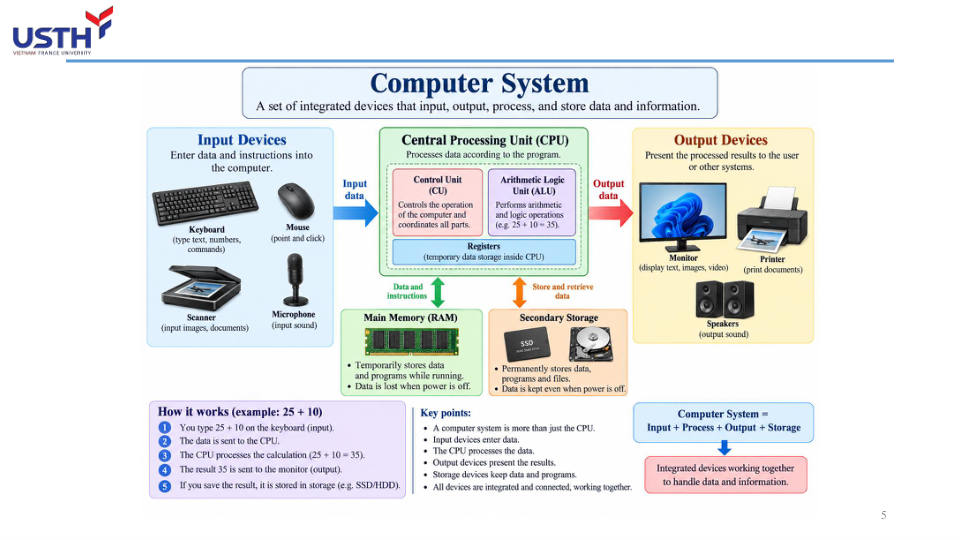 USTH
VIETNAM FRANCE UNIVERSITY
Computer System
A set of integrated devices that input, output, process, and store data and information.
Input Devices
Enter data and instructions into
the computer.
Keyboard
(type text, numbers,
commands)
Mouse
(point and click)
Scanner
(input images, documents)
Microphone
(input sound)
Input
data
Central Processing Unit (CPU)
Processes data according to the program.
Control Unit
(CU)
Controls the operation
of the computer and
coordinates all parts.
Arithmetic Logic
Unit (ALU)
Performs arithmetic
and logic operations
(e.g. 25 + 10 = 35).
Registers
(temporary data storage inside CPU)
Output
data
Output Devices
Present the processed results to the user
or other systems.
Monitor
(display text, images, video)
Printer
(print documents)
Speakers
(output sound)
Data and
instructions
Store and retrieve
data
Main Memory (RAM)
• Temporarily stores data
and programs while running.
• Data is lost when power is off.
Secondary Storage
SSD
• Permanently stores data,
programs and files.
• Data is kept even when power is off.
How it works (example: 25 + 10)
1 You type 25 + 10 on the keyboard (input).
2 The data is sent to the CPU.
3 The CPU processes the calculation (25 + 10 = 35).
4 The result 35 is sent to the monitor (output).
5 If you save the result, it is stored in storage (e.g. SSD/HDD).
Key points:
• A computer system is more than just the CPU.
• Input devices enter data.
• The CPU processes the data.
• Output devices present the results.
• Storage devices keep data and programs.
• All devices are integrated and connected, working together.
Computer System =
Input + Process + Output + Storage
Integrated devices working together
to handle data and information.
5